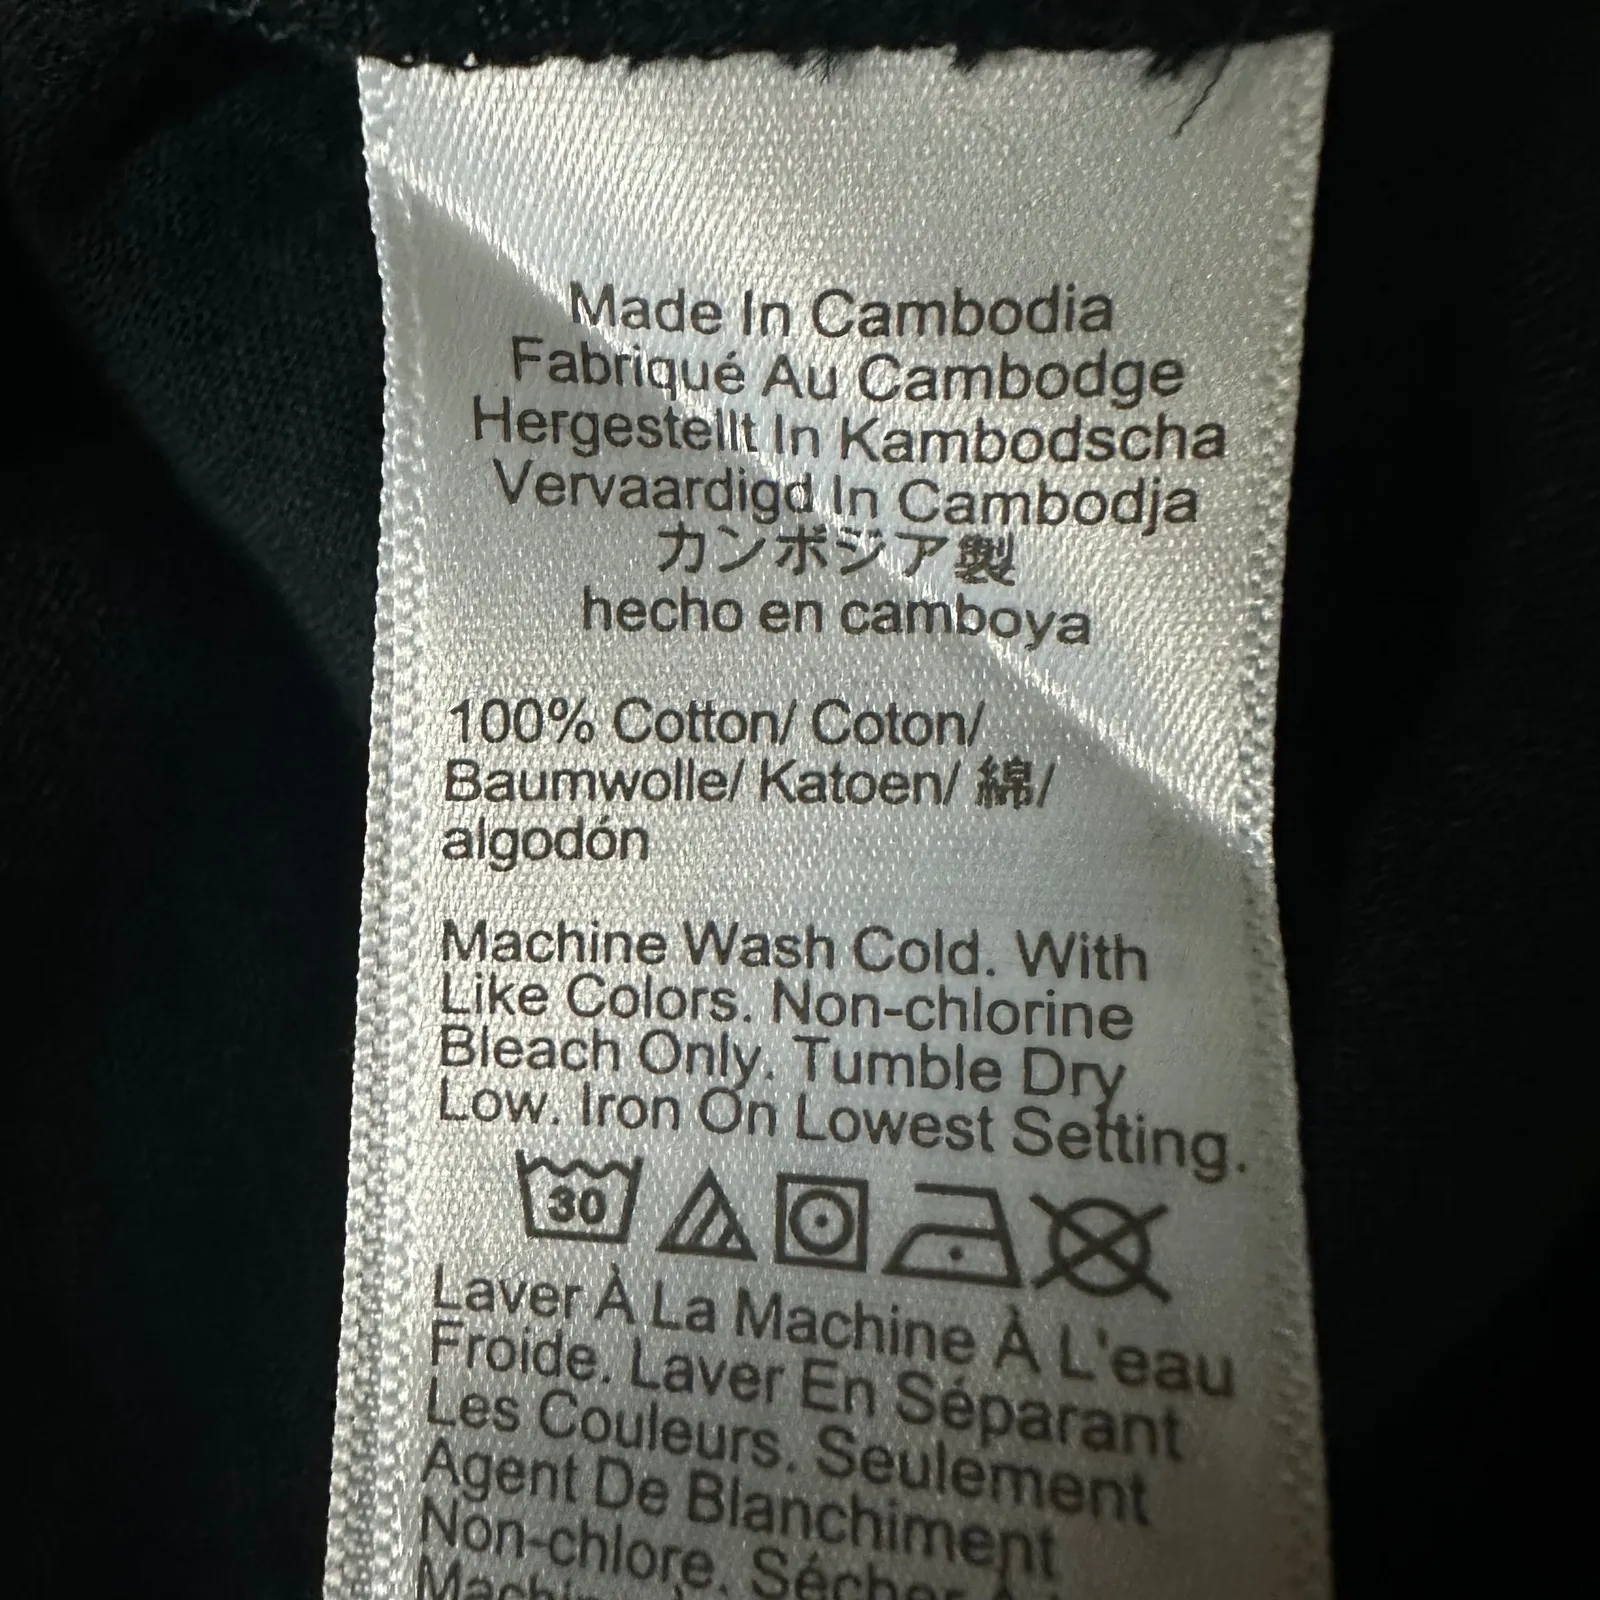 Made In Cambodia
Fabriqué Au Cambodge
Hergestellt In Kambodscha
Vervaardigd In Cambodja
カンボジア製
hecho en camboya
100% Cotton/ Coton/
Baumwolle/ Katoen/ 綿/
algodón
Machine Wash Cold. With
Like Colors. Non-chlorine
Bleach Only. Tumble Dry
Low. Iron On Lowest Setting.
30
Laver À La Machine À L'eau
Froide. Laver En Séparant
Les Couleurs. Seulement
Agent De Blanchiment
Non-chlore. Sécher À